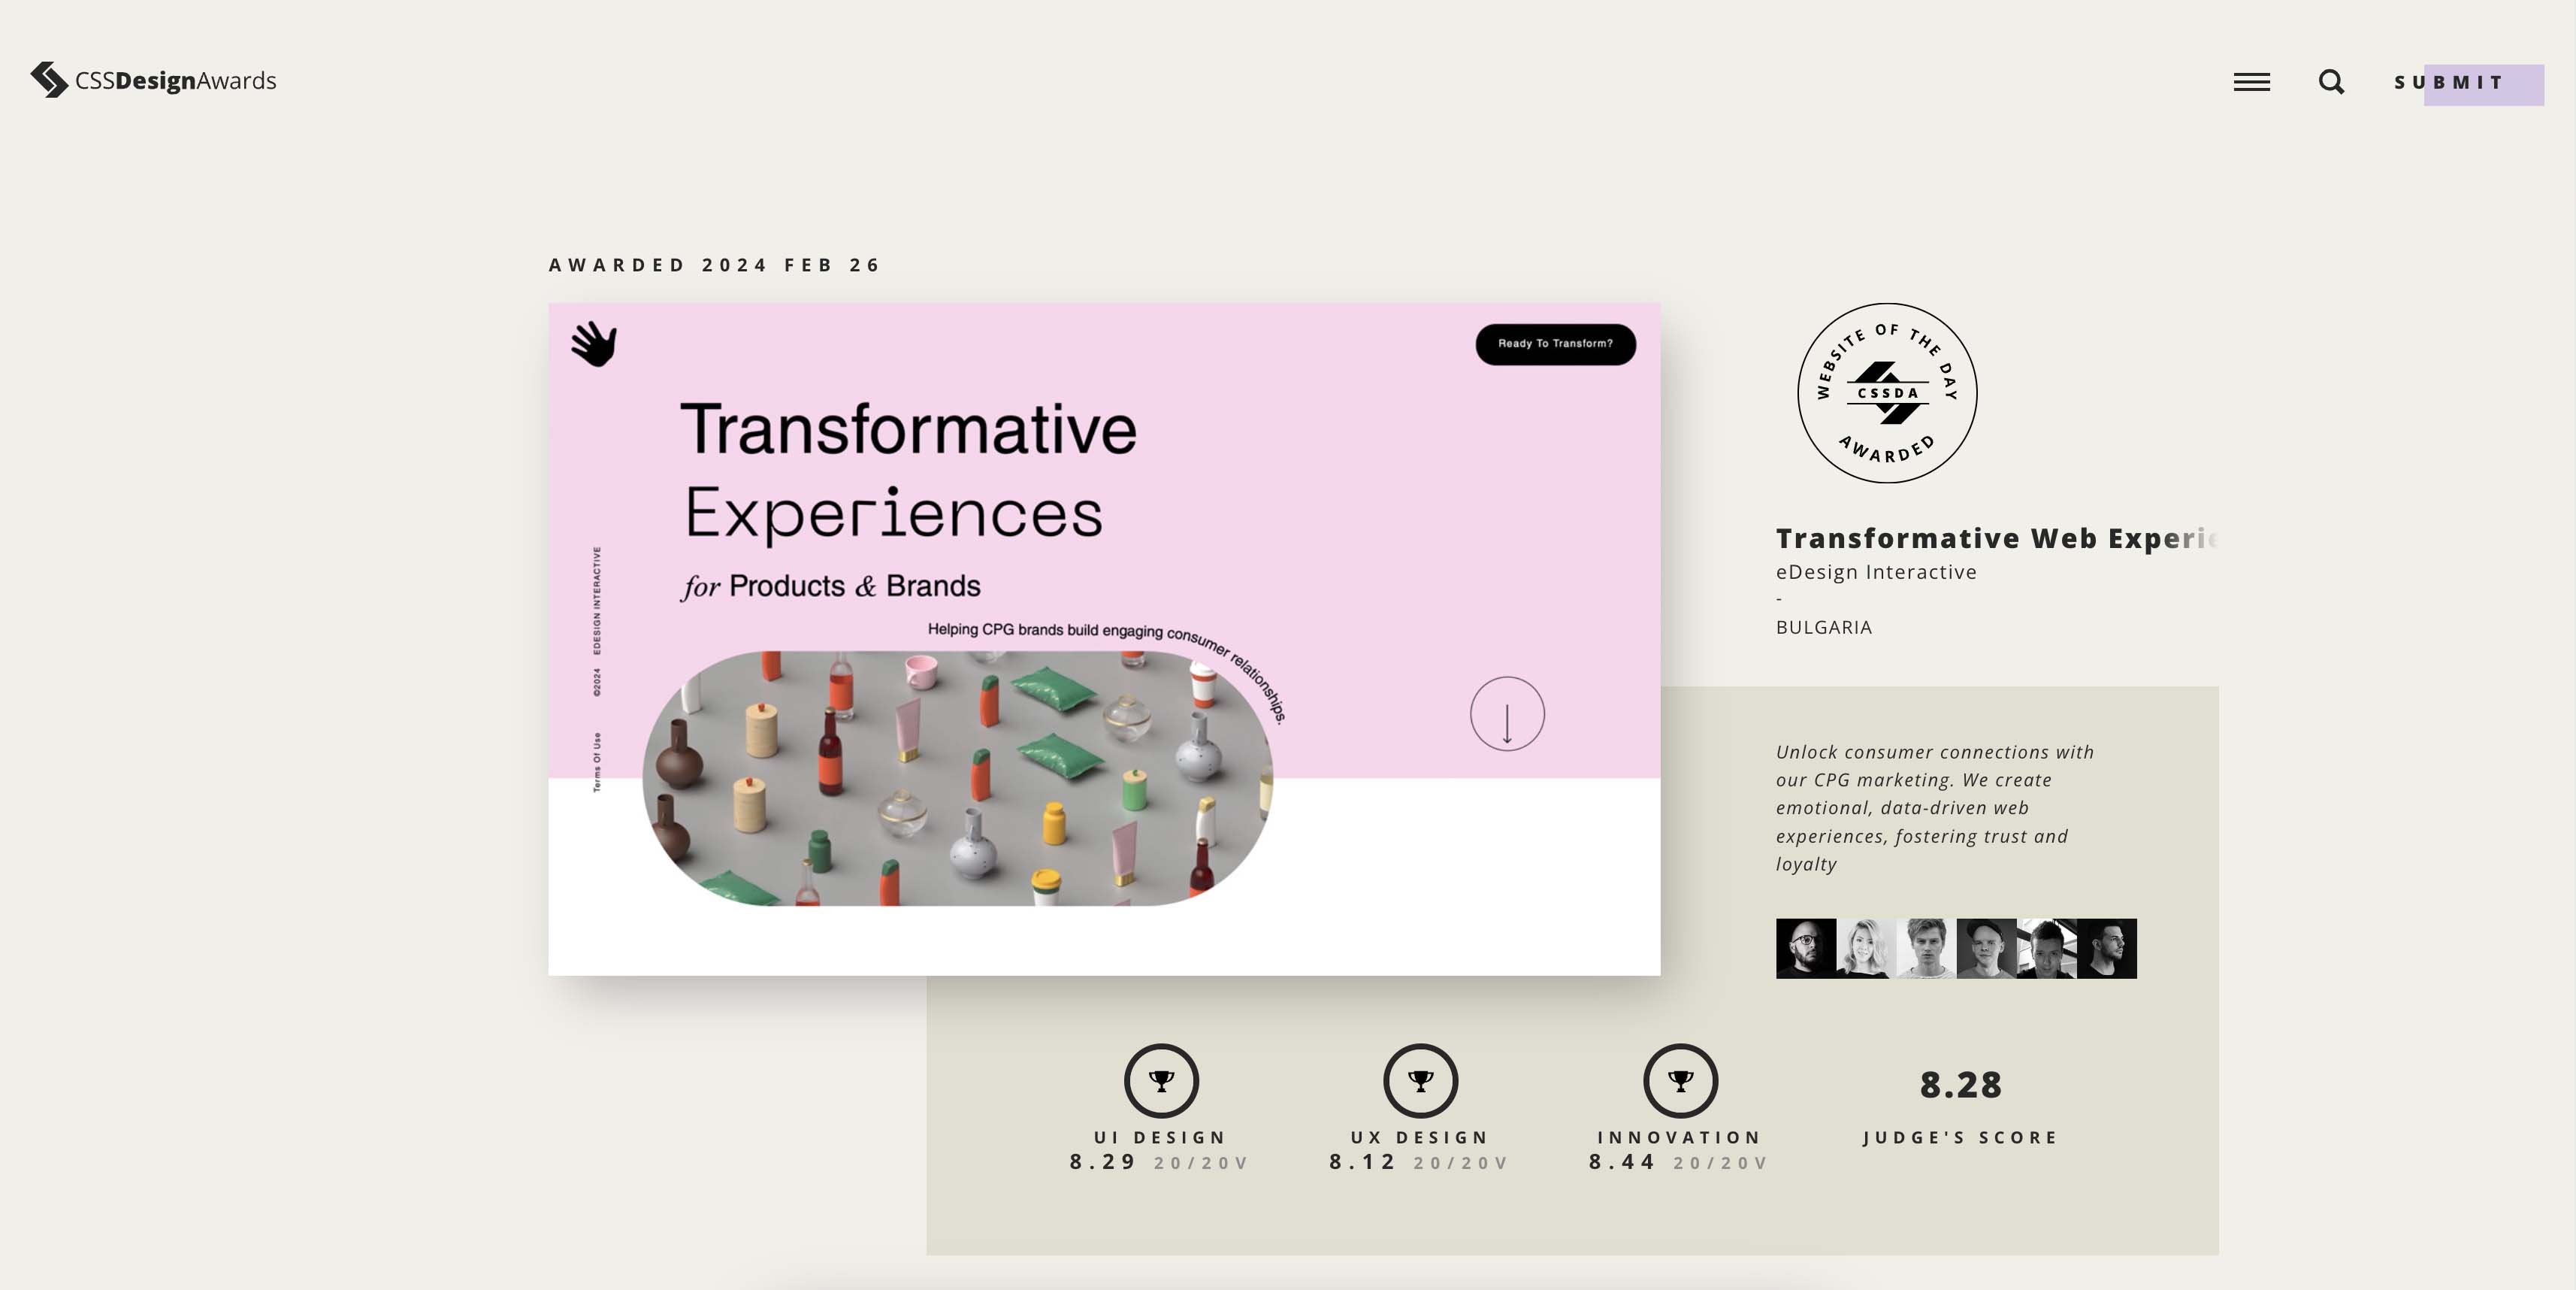 CSSDesignAwards
SUBMIT
AWARDED 2024 FEB 26
Ready To Transform?
Transformative
Experiences
for Products & Brands
Helping CPG brands build engaging consumer relationships.
Terms Of Use ©2024 EDESIGN INTERACTIVE
WEBSITE OF THE DAY
CSSDA
AWARDED
Transformative Web Experie
eDesign Interactive
-
BULGARIA
Unlock consumer connections with
our CPG marketing. We create
emotional, data-driven web
experiences, fostering trust and
loyalty
UI DESIGN
8.29 20/20V
UX DESIGN
8.12 20/20V
INNOVATION
8.44 20/20V
8.28
JUDGE'S SCORE